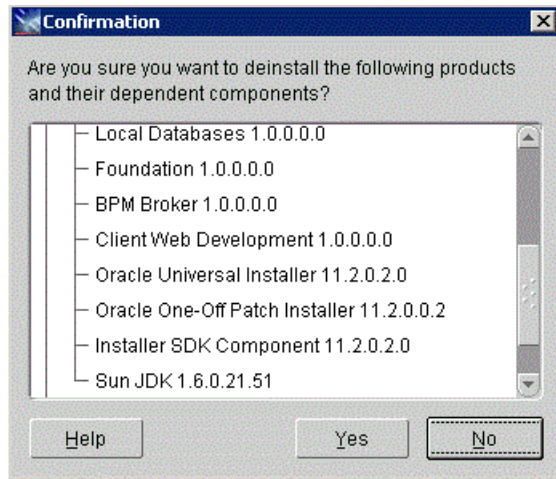 Confirmation
Are you sure you want to deinstall the following products
and their dependent components?
Local Databases 1.0.0.0.0
Foundation 1.0.0.0.0
BPM Broker 1.0.0.0.0
Client Web Development 1.0.0.0.0
Oracle Universal Installer 11.2.0.2.0
Oracle One-Off Patch Installer 11.2.0.0.2
Installer SDK Component 11.2.0.2.0
Sun JDK 1.6.0.21.51
Help Yes No